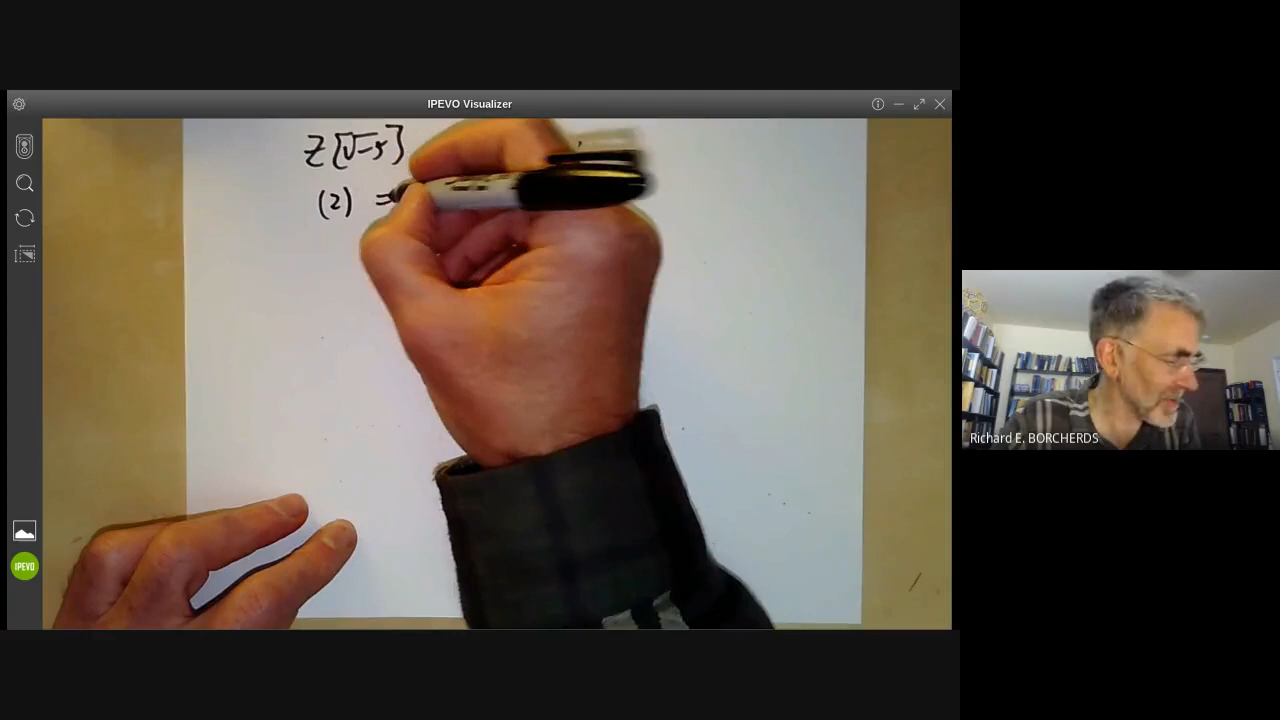 IPEVO Visualizer
Z[√-5]
(2) =
IPEVO
Richard E. BORCHERDS